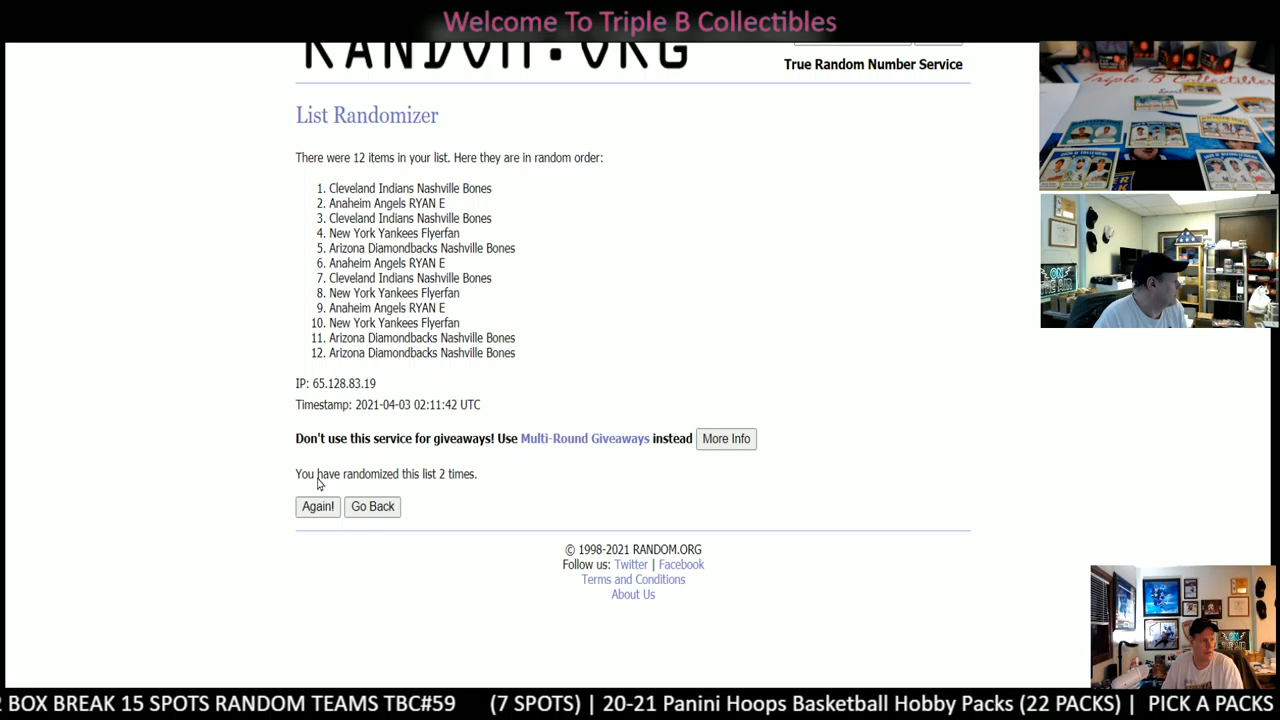 Welcome To Triple B Collectibles
RANDOM.ORG
True Random Number Service
List Randomizer
There were 12 items in your list. Here they are in random order:
1. Cleveland Indians Nashville Bones
2. Anaheim Angels RYAN E
3. Cleveland Indians Nashville Bones
4. New York Yankees Flyerfan
5. Arizona Diamondbacks Nashville Bones
6. Anaheim Angels RYAN E
7. Cleveland Indians Nashville Bones
8. New York Yankees Flyerfan
9. Anaheim Angels RYAN E
10. New York Yankees Flyerfan
11. Arizona Diamondbacks Nashville Bones
12. Arizona Diamondbacks Nashville Bones
IP: 65.128.83.19
Timestamp: 2021-04-03 02:11:42 UTC
Don't use this service for giveaways! Use Multi-Round Giveaways instead More Info
You have randomized this list 2 times.
Again! Go Back
© 1998-2021 RANDOM.ORG
Follow us: Twitter | Facebook
Terms and Conditions
About Us
Triple B Collectibles
ON THE AIR
BOX BREAK 15 SPOTS RANDOM TEAMS TBC#59 (7 SPOTS) | 20-21 Panini Hoops Basketball Hobby Packs (22 PACKS) | PICK A PACKS